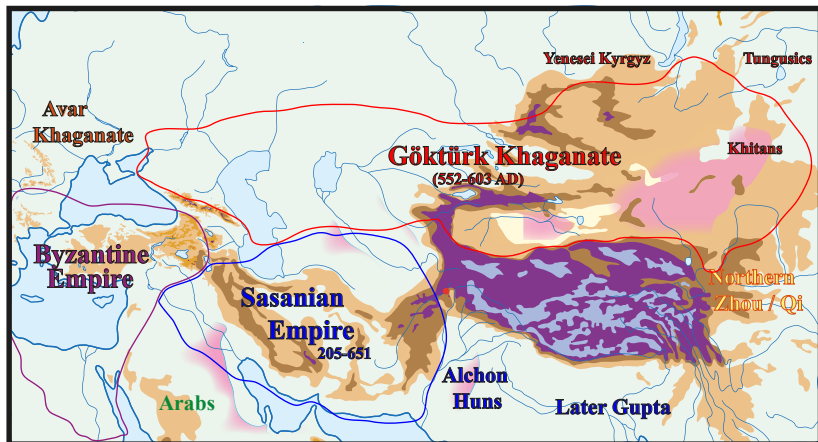 Yenesei Kyrgyz
Tungusics
Avar
Khaganate
Khitans
Göktürk Khaganate
(552-603 AD)
Byzantine
Empire
Northern
Zhou / Qi
Sasanian
Empire
205-651
Alchon
Huns
Arabs
Later Gupta